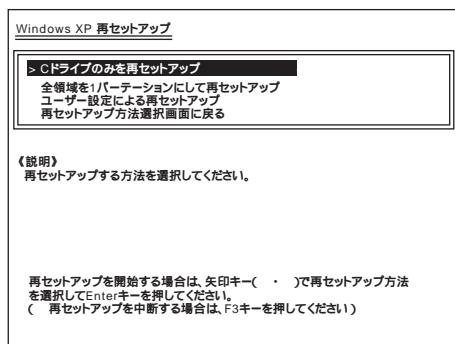 Windows XP 再セットアップ
> Cドライブのみを再セットアップ
全領域を1パーテーションにして再セットアップ
ユーザー設定による再セットアップ
再セットアップ方法選択画面に戻る
《説明》
再セットアップする方法を選択してください。
再セットアップを開始する場合は、矢印キー(　・　)で再セットアップ方法
を選択してEnterキーを押してください。
(　再セットアップを中断する場合は、F3キーを押してください)